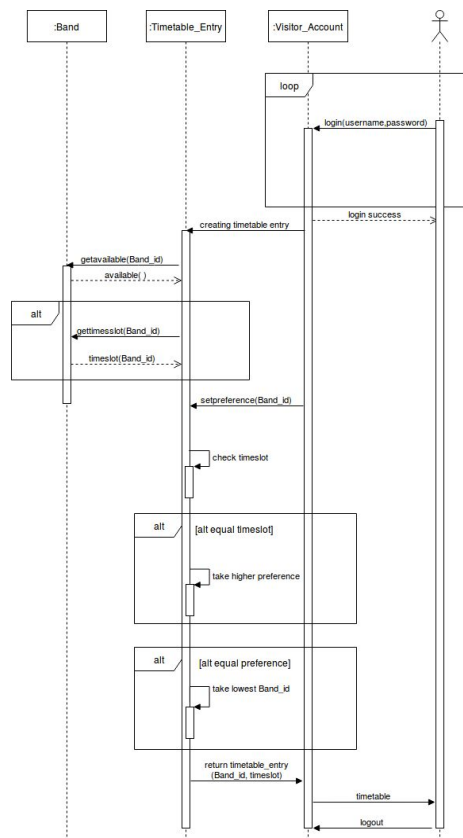 :Band
:Timetable_Entry
:Visitor_Account
loop
login(username,password)
login success
creating timetable entry
getavailable(Band_id)
available( )
alt
gettimesslot(Band_id)
timeslot(Band_id)
setpreference(Band_id)
check timeslot
alt
[alt equal timeslot]
take higher preference
alt
[alt equal preference]
take lowest Band_id
return timetable_entry
(Band_id, timeslot)
timetable
logout